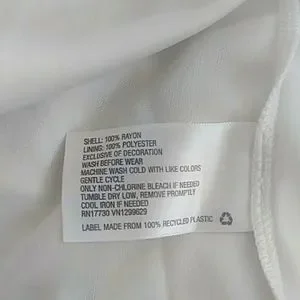 SHELL: 100% RAYON
LINING: 100% POLYESTER
EXCLUSIVE OF DECORATION
WASH BEFORE WEAR
MACHINE WASH COLD WITH LIKE COLORS
GENTLE CYCLE
ONLY NON-CHLORINE BLEACH IF NEEDED
TUMBLE DRY LOW, REMOVE PROMPTLY
COOL IRON IF NEEDED
RN17730 VN1299629
LABEL MADE FROM 100% RECYCLED PLASTIC